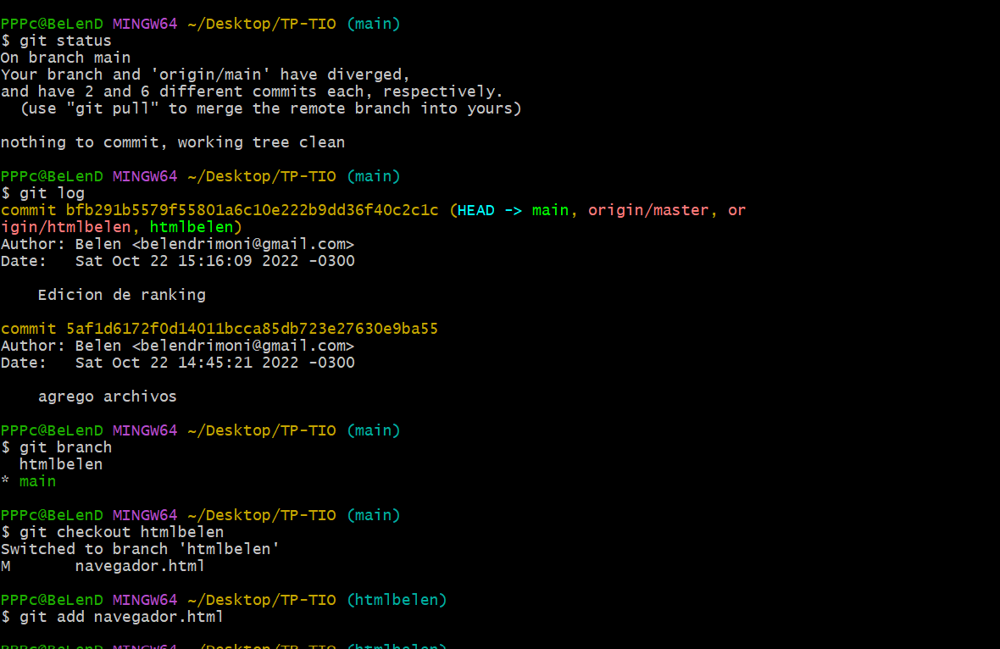 PPPc@BeLenD MINGW64 ~/Desktop/TP-TIO (main)
$ git status
On branch main
Your branch and 'origin/main' have diverged,
and have 2 and 6 different commits each, respectively.
  (use "git pull" to merge the remote branch into yours)
nothing to commit, working tree clean
PPPc@BeLenD MINGW64 ~/Desktop/TP-TIO (main)
$ git log
commit bfb291b5579f55801a6c10e222b9dd36f40c2c1c (HEAD -> main, origin/master, or
igin/htmlbelen, htmlbelen)
Author: Belen <belendrimoni@gmail.com>
Date:   Sat Oct 22 15:16:09 2022 -0300
    Edicion de ranking
commit 5af1d6172f0d14011bcca85db723e27630e9ba55
Author: Belen <belendrimoni@gmail.com>
Date:   Sat Oct 22 14:45:21 2022 -0300
    agrego archivos
PPPc@BeLenD MINGW64 ~/Desktop/TP-TIO (main)
$ git branch
  htmlbelen
* main
PPPc@BeLenD MINGW64 ~/Desktop/TP-TIO (main)
$ git checkout htmlbelen
Switched to branch 'htmlbelen'
M       navegador.html
PPPc@BeLenD MINGW64 ~/Desktop/TP-TIO (htmlbelen)
$ git add navegador.html
PPPc@BeLenD MINGW64 ~/Desktop/TP-TIO (htmlbelen)